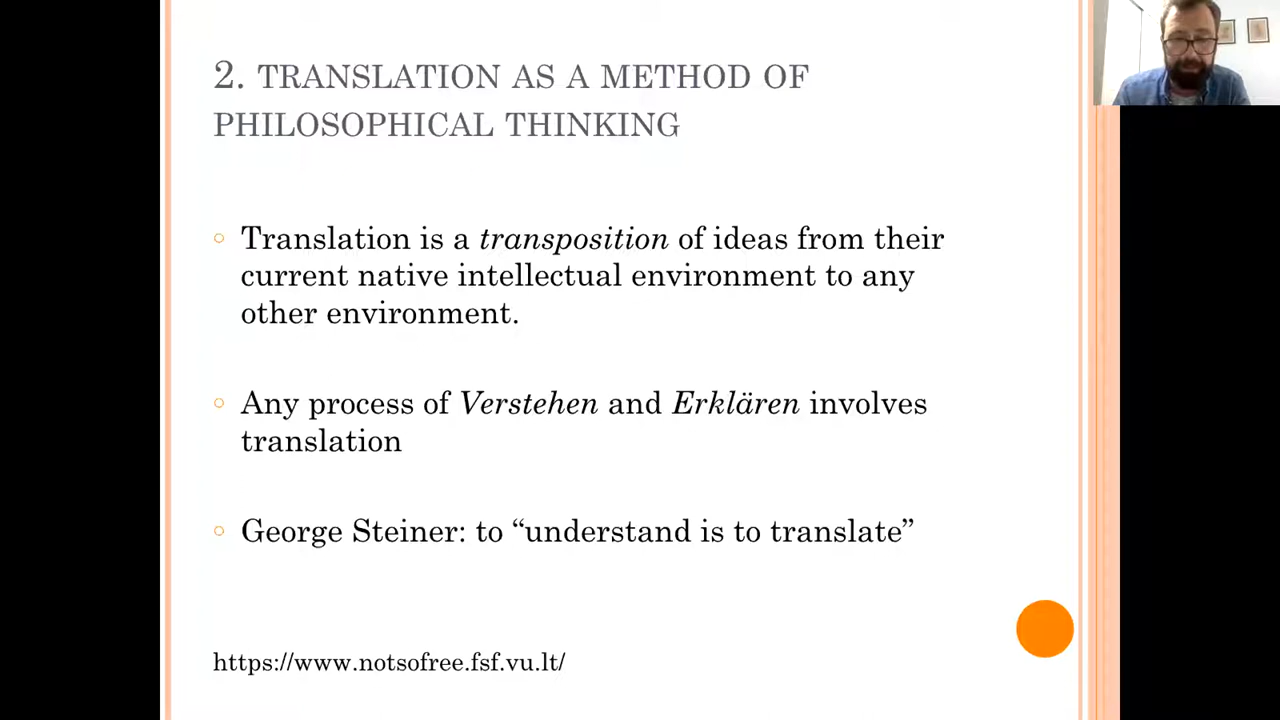 2. TRANSLATION AS A METHOD OF
PHILOSOPHICAL THINKING
Translation is a transposition of ideas from their
current native intellectual environment to any
other environment.
Any process of Verstehen and Erklären involves
translation
George Steiner: to “understand is to translate”
https://www.notsofree.fsf.vu.lt/